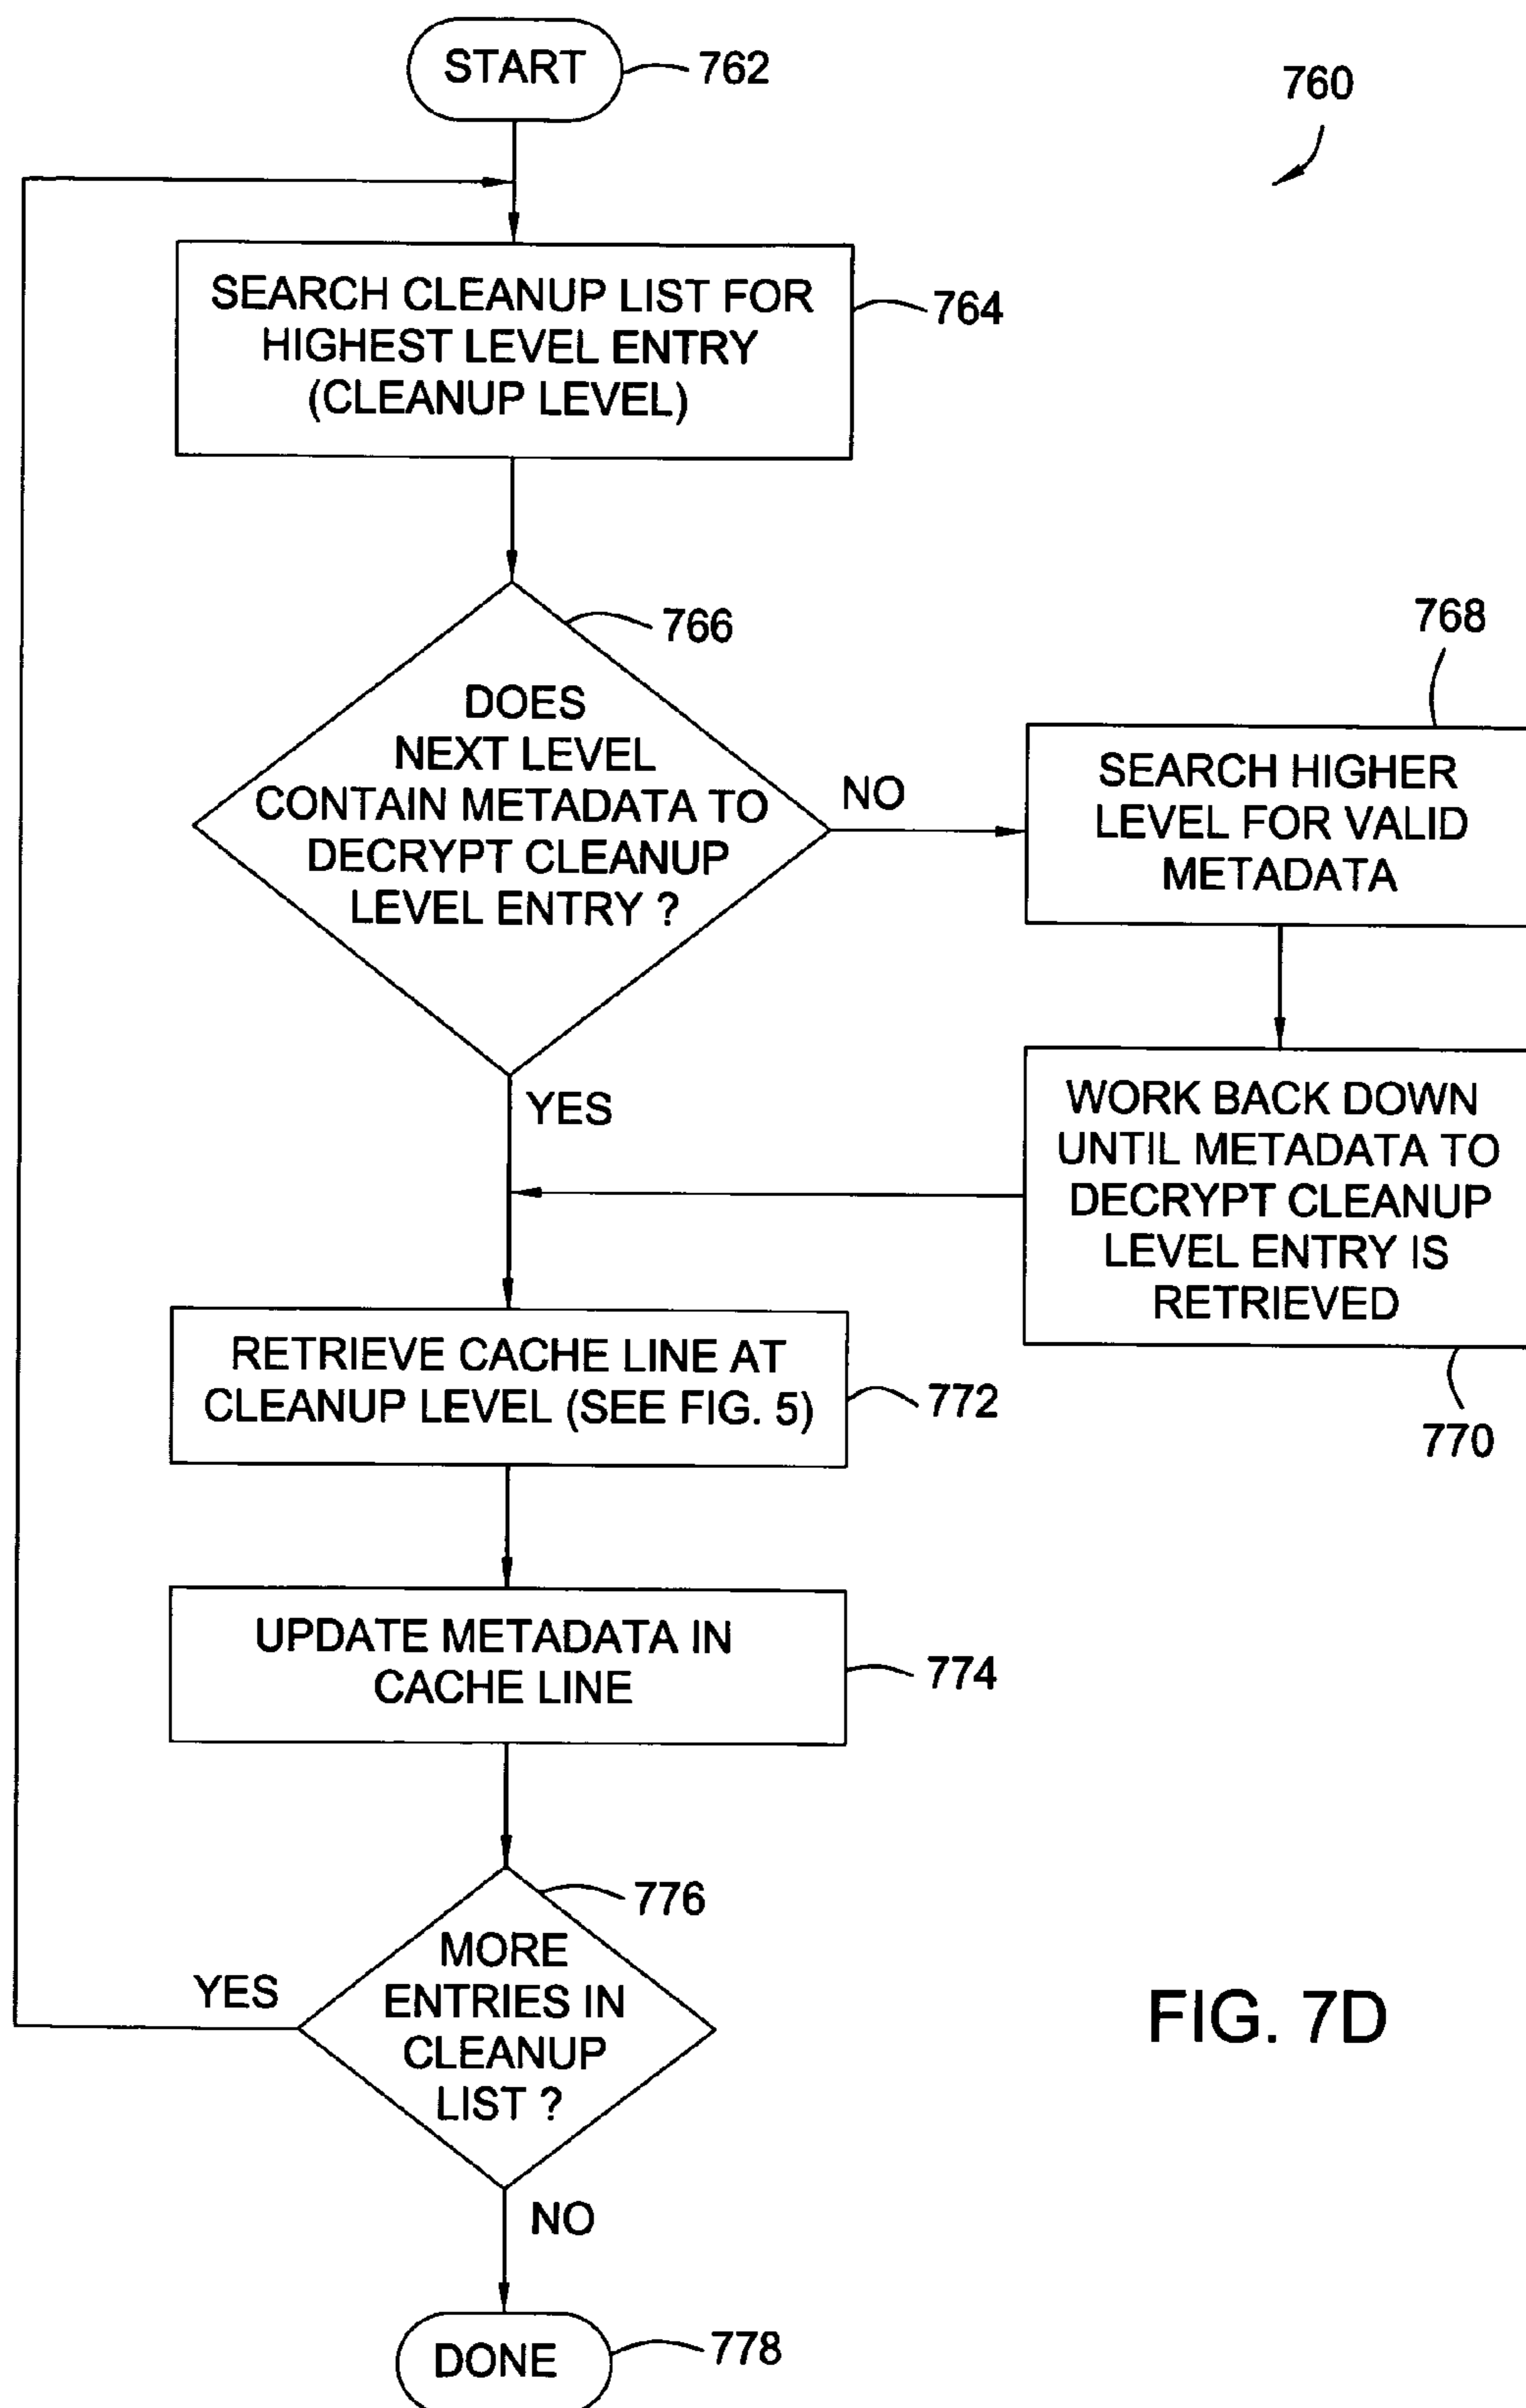 START
762
760
SEARCH CLEANUP LIST FOR
HIGHEST LEVEL ENTRY
(CLEANUP LEVEL)
764
766
DOES
NEXT LEVEL
CONTAIN METADATA TO
DECRYPT CLEANUP
LEVEL ENTRY ?
NO
768
SEARCH HIGHER
LEVEL FOR VALID
METADATA
YES
WORK BACK DOWN
UNTIL METADATA TO
DECRYPT CLEANUP
LEVEL ENTRY IS
RETRIEVED
770
RETRIEVE CACHE LINE AT
CLEANUP LEVEL (SEE FIG. 5)
772
UPDATE METADATA IN
CACHE LINE
774
776
MORE
ENTRIES IN
CLEANUP
LIST ?
YES
NO
FIG. 7D
DONE
778